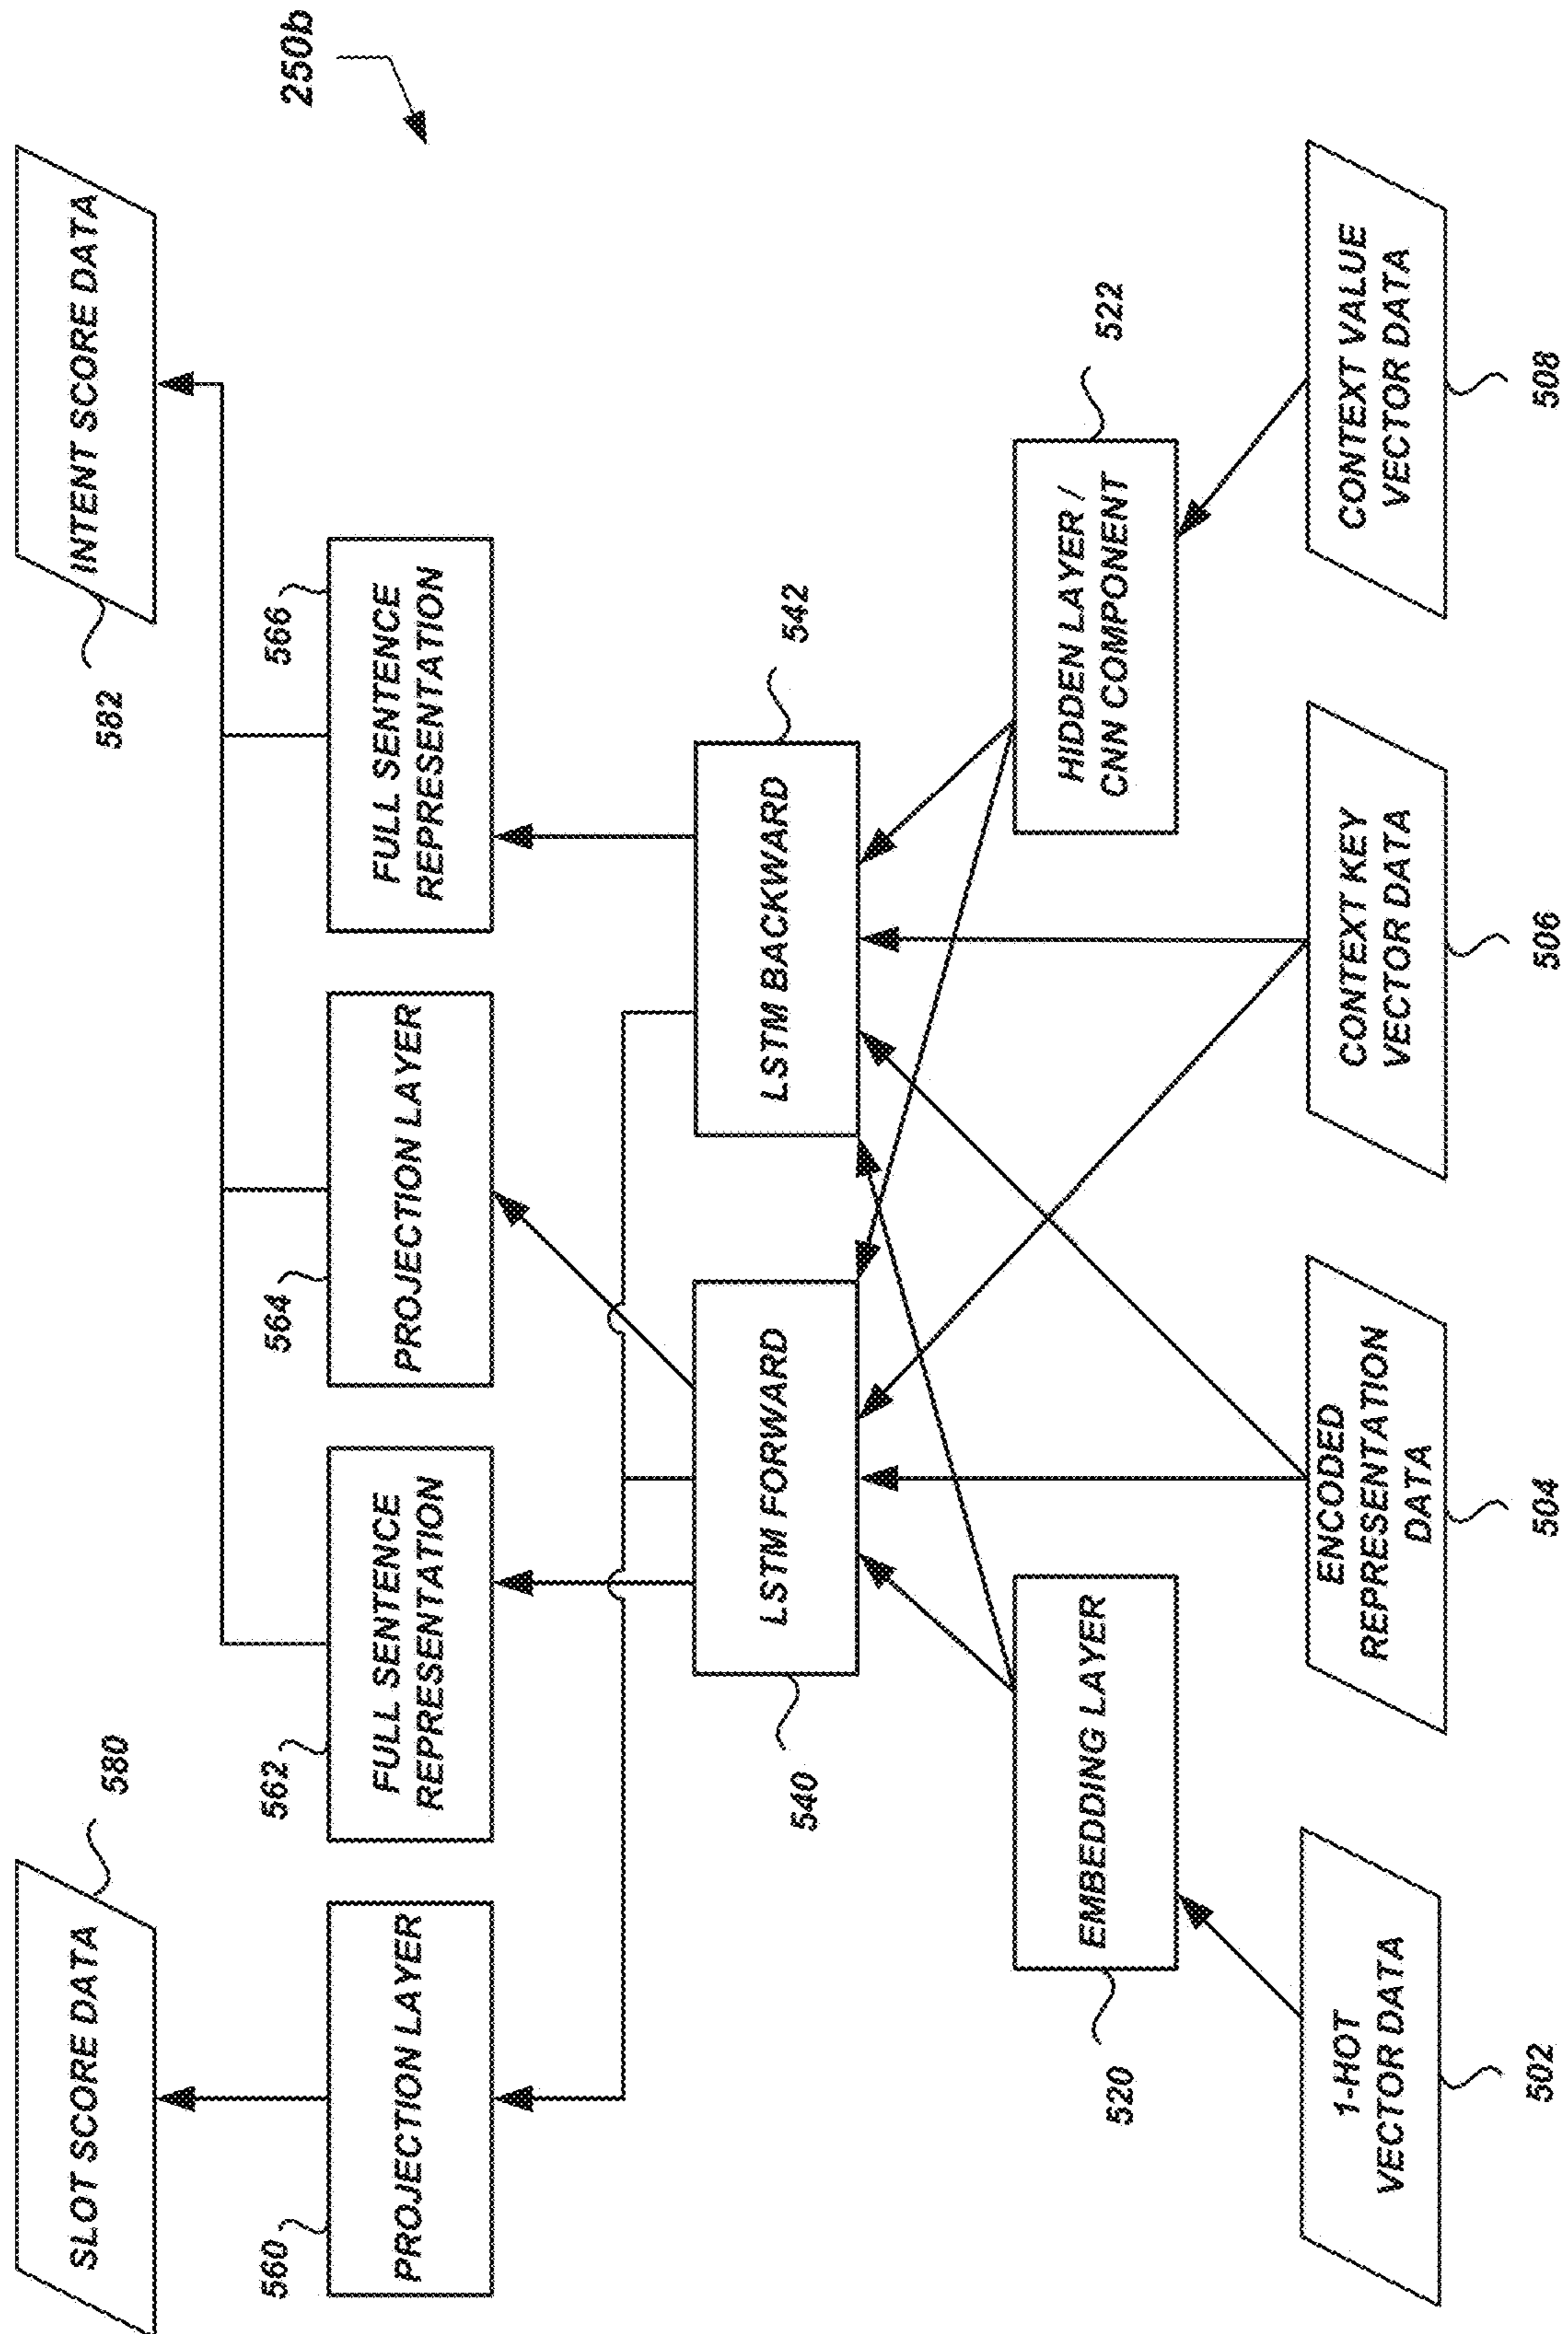 250b
SLOT SCORE DATA
580
INTENT SCORE DATA
582
560
PROJECTION LAYER
562
FULL SENTENCE
REPRESENTATION
564
PROJECTION LAYER
566
FULL SENTENCE
REPRESENTATION
540
LSTM FORWARD
LSTM BACKWARD
542
520
EMBEDDING LAYER
HIDDEN LAYER /
CNN COMPONENT
522
1-HOT
VECTOR DATA
502
ENCODED
REPRESENTATION
DATA
504
CONTEXT KEY
VECTOR DATA
506
CONTEXT VALUE
VECTOR DATA
508